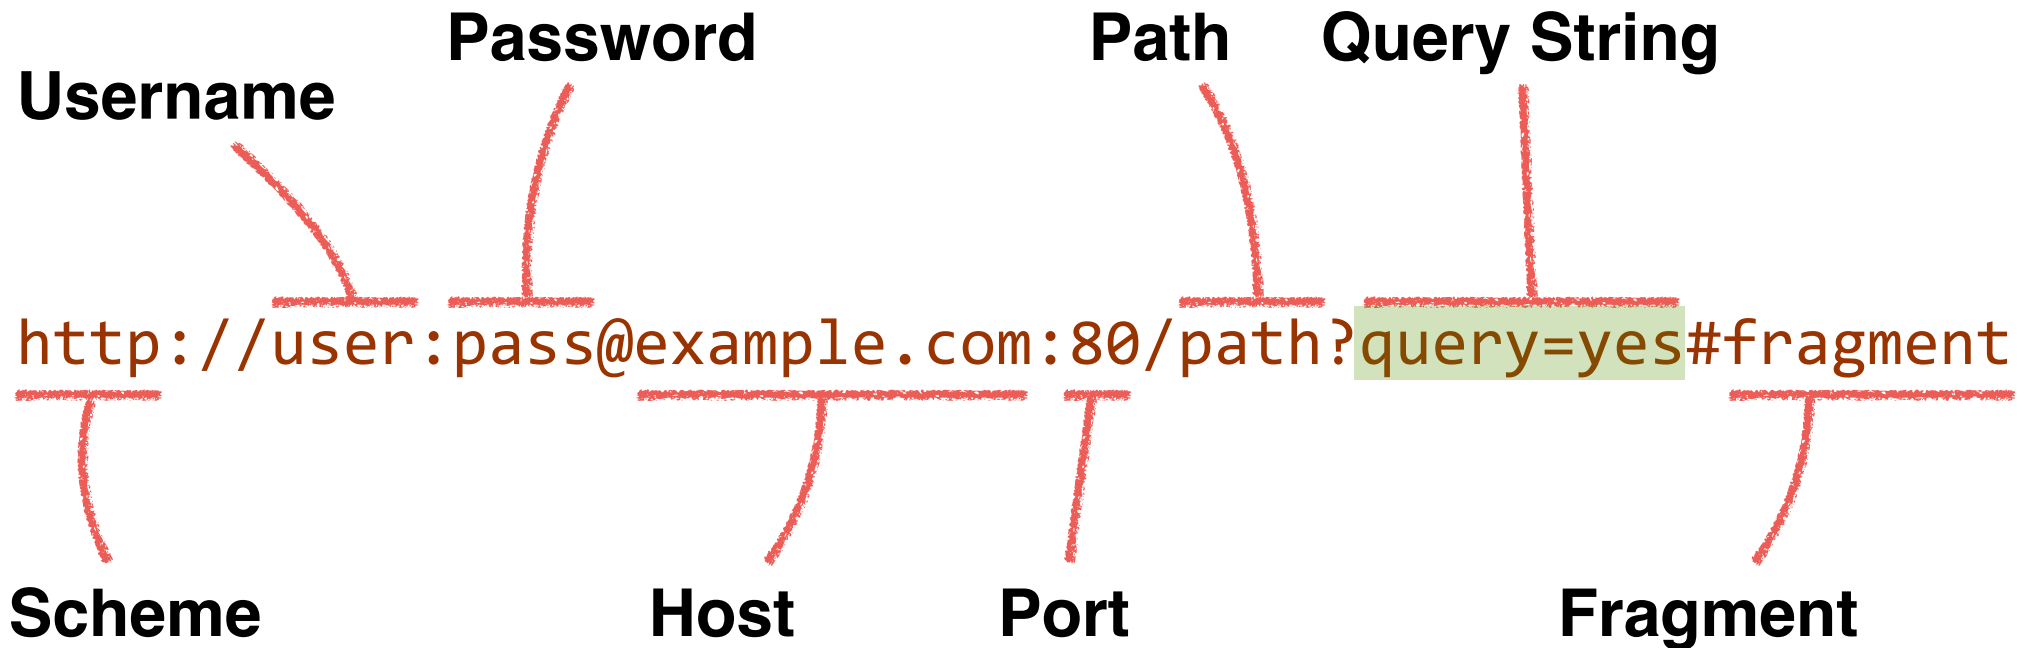 Password Path Query String
Username
http://user:pass@example.com:80/path?query=yes#fragment
Scheme Host Port Fragment